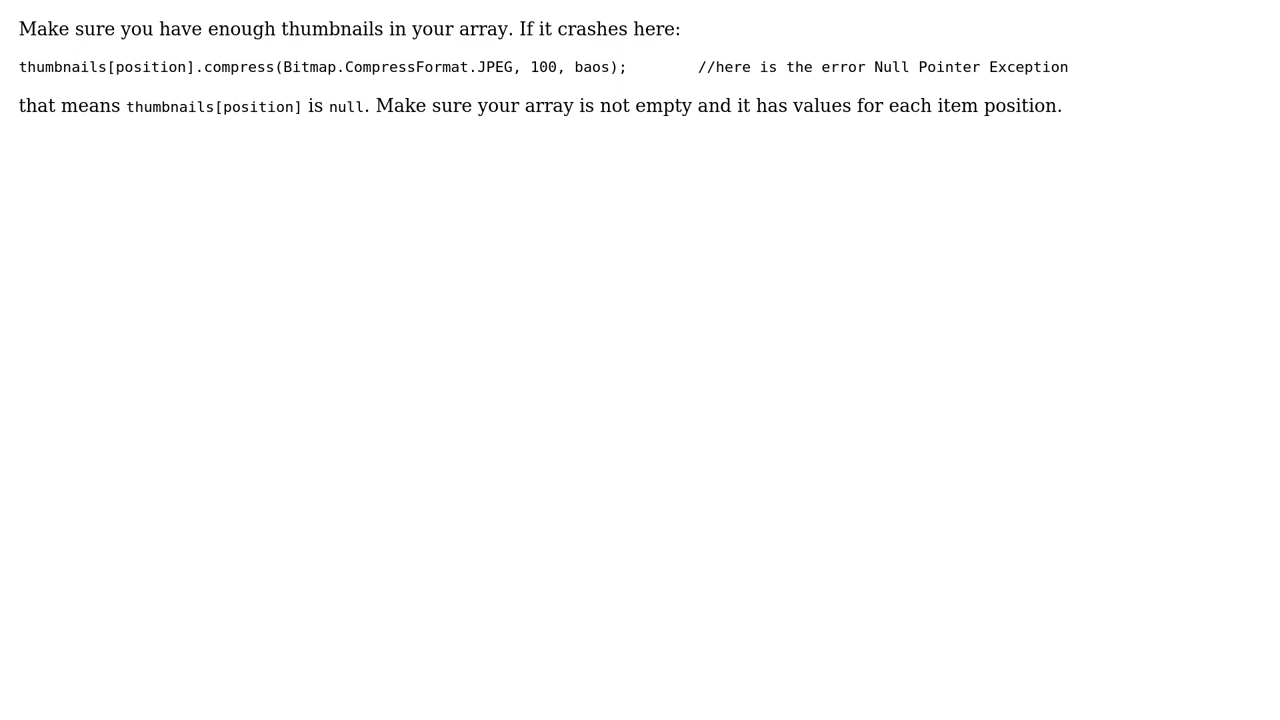 Make sure you have enough thumbnails in your array. If it crashes here:
thumbnails[position].compress(Bitmap.CompressFormat.JPEG, 100, baos);        //here is the error Null Pointer Exception
that means thumbnails[position] is null. Make sure your array is not empty and it has values for each item position.